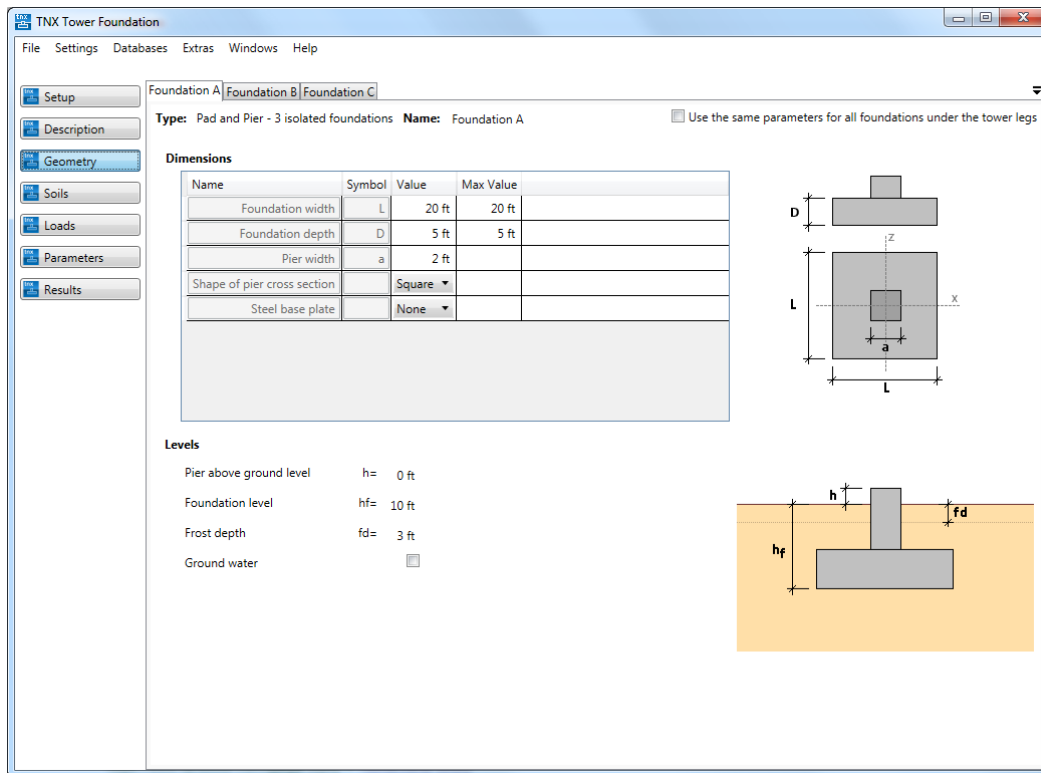 TNX Tower Foundation
File Settings Databases Extras Windows Help
Setup
Description
Geometry
Soils
Loads
Parameters
Results
Foundation A Foundation B Foundation C
Type: Pad and Pier - 3 isolated foundations Name: Foundation A
Use the same parameters for all foundations under the tower legs
Dimensions
Name Symbol Value Max Value
Foundation width L 20 ft 20 ft
Foundation depth D 5 ft 5 ft
Pier width a 2 ft
Shape of pier cross section Square
Steel base plate None
D
z
L
x
a
L
Levels
Pier above ground level h= 0 ft
Foundation level hf= 10 ft
Frost depth fd= 3 ft
Ground water
h
fd
hf